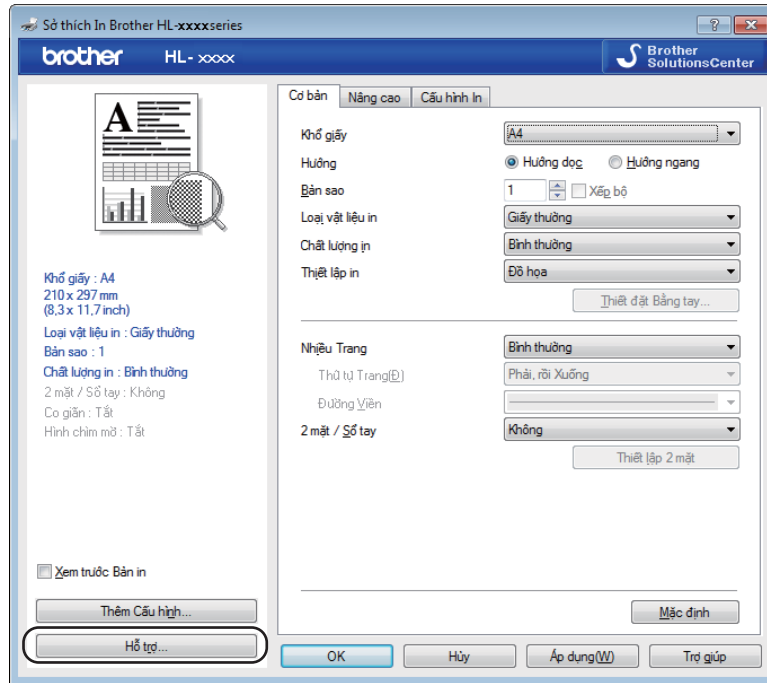 Sở thích In Brother HL-xxxx series
brother HL- xxxx
Brother
SolutionsCenter
A
Khổ giấy : A4
210 x 297 mm
(8,3 x 11,7 inch)
Loại vật liệu in : Giấy thường
Bản sao : 1
Chất lượng in : Bình thường
2 mặt / Sổ tay : Không
Co giãn : Tắt
Hình chìm mờ : Tắt
Xem trước Bản in
Thêm Cấu hình...
Hỗ trợ...
Cơ bản Nâng cao Cấu hình In
Khổ giấy A4
Hướng Hướng dọc Hướng ngang
Bản sao 1 Xếp bộ
Loại vật liệu in Giấy thường
Chất lượng in Bình thường
Thiết lập in Đồ họa
Thiết đặt Bằng tay...
Nhiều Trang Bình thường
Thứ tự Trang(Đ) Phải, rồi Xuống
Đường Viền
2 mặt / Sổ tay Không
Thiết lập 2 mặt
Mặc định
OK Hủy Áp dụng(W) Trợ giúp